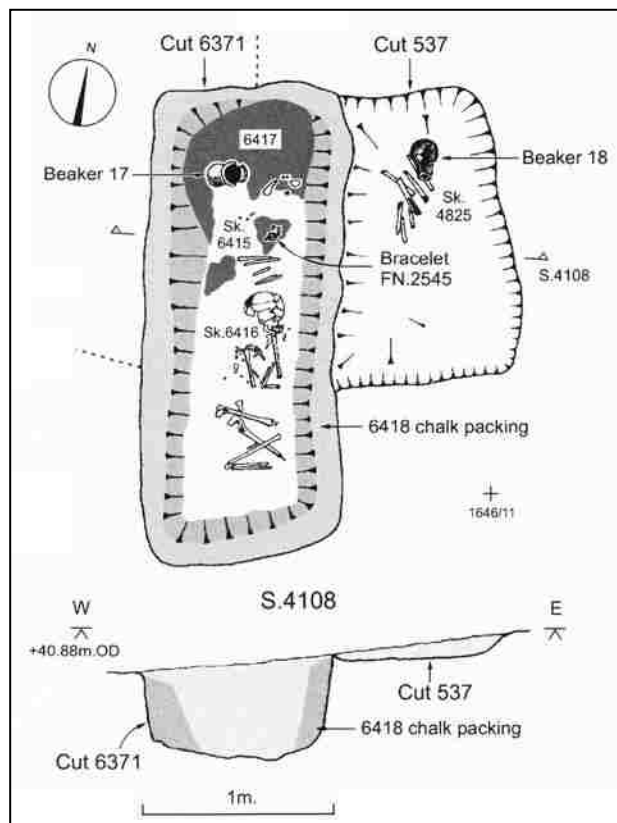 Cut 6371
Cut 537
N
6417
Beaker 17
Beaker 18
Sk.
4825
Sk.
6415
Bracelet
FN.2545
S.4108
Sk.6416
6418 chalk packing
1646/11
S.4108
W
E
+40.88m.OD
Cut 537
6418 chalk packing
Cut 6371
1m.